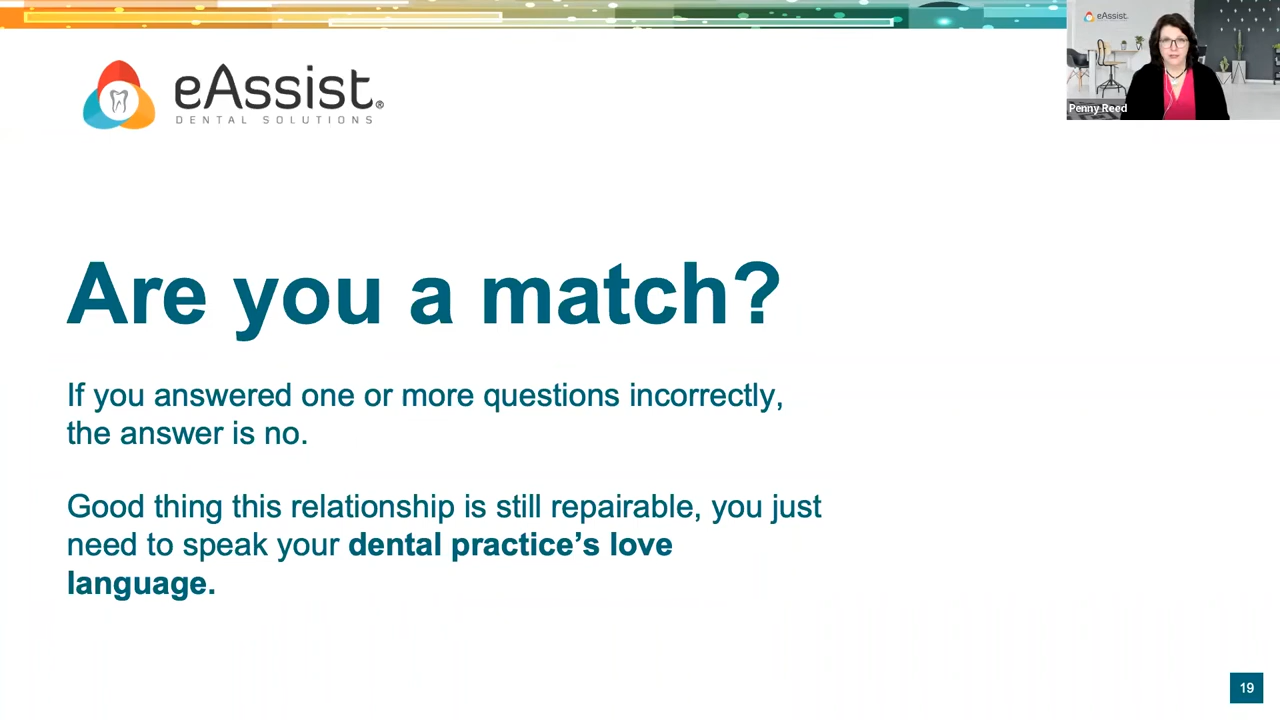 eAssist.
Penny Reed
eAssist®
DENTAL SOLUTIONS
Are you a match?
If you answered one or more questions incorrectly,
the answer is no.
Good thing this relationship is still repairable, you just
need to speak your dental practice’s love
language.
19